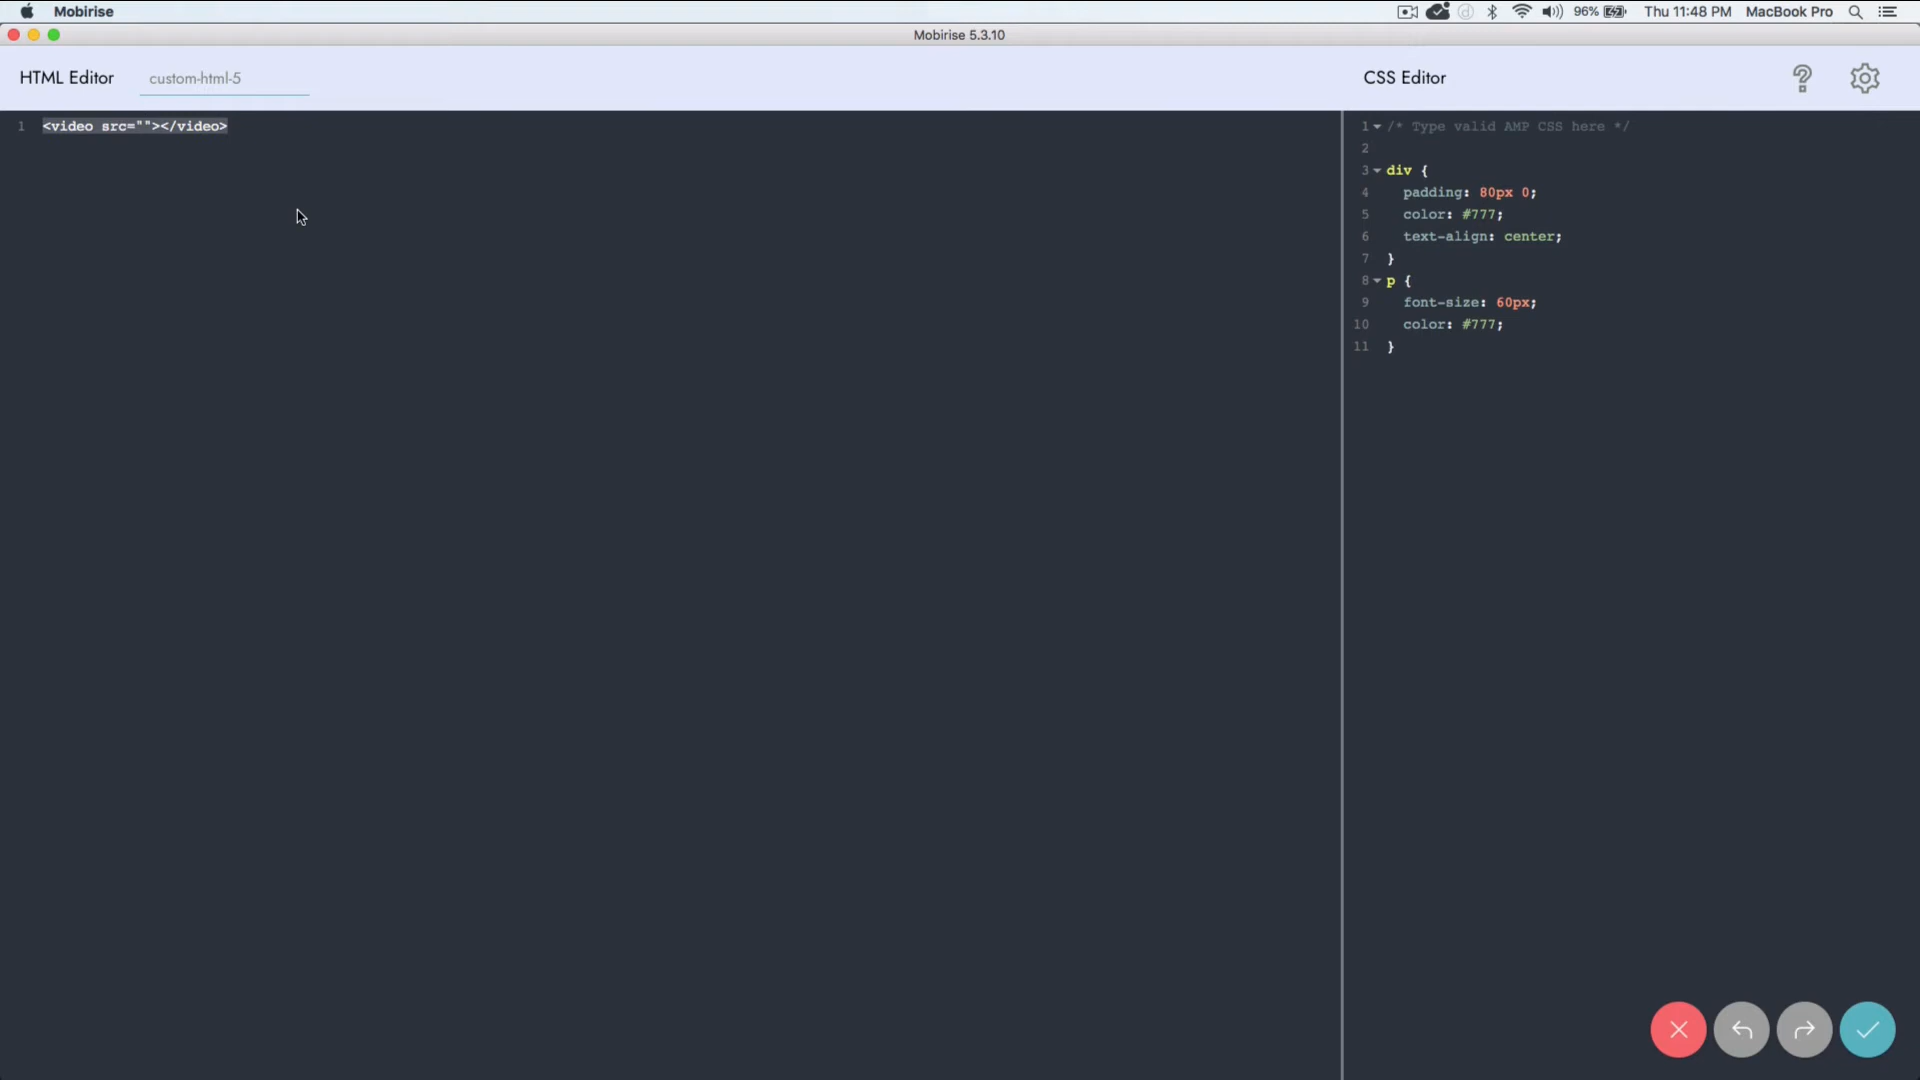 Mobirise
96%
Thu 11:48 PM
MacBook Pro
Mobirise 5.3.10
HTML Editor
custom-html-5
CSS Editor
1 <video src=""></video>
1 /* Type valid AMP CSS here */
2
3 div {
4 padding: 80px 0;
5 color: #777;
6 text-align: center;
7 }
8 p {
9 font-size: 60px;
10 color: #777;
11 }